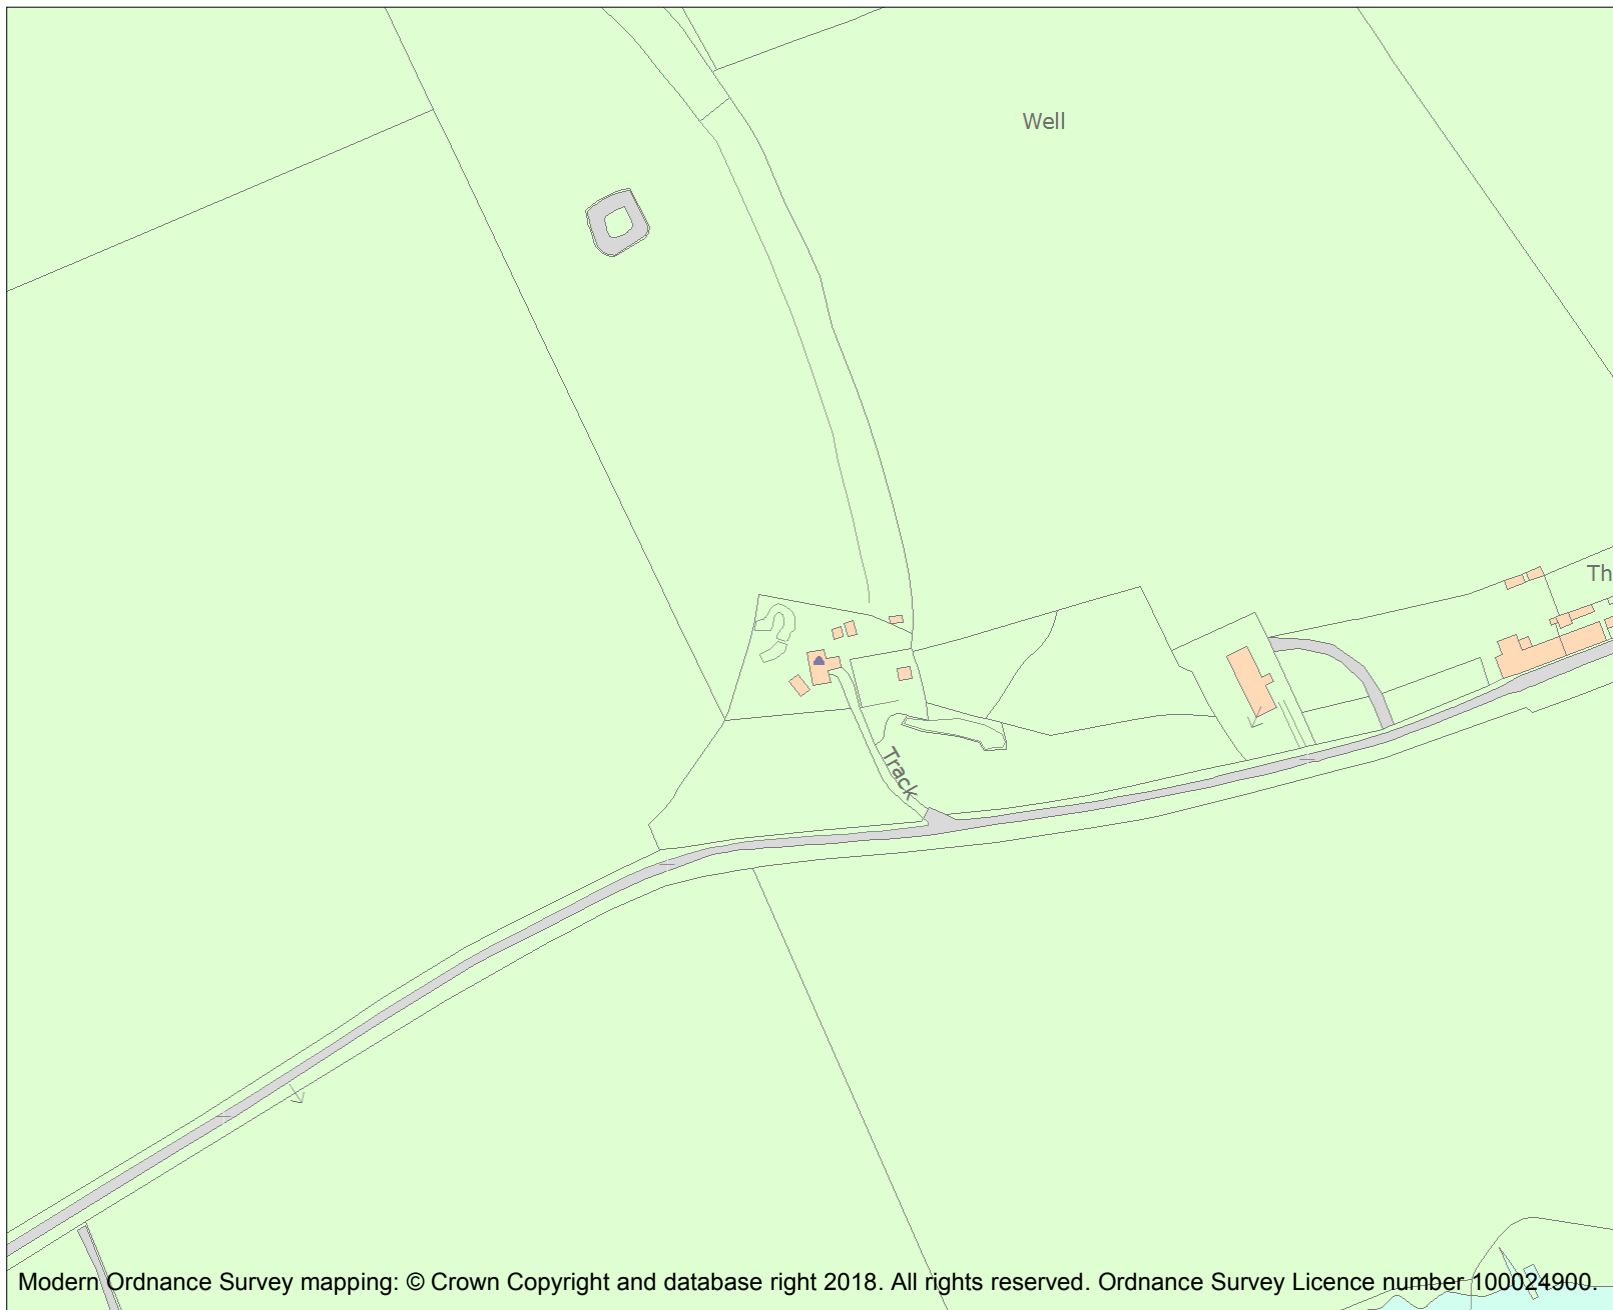 Well
Th
Track
Modern Ordnance Survey mapping: © Crown Copyright and database right 2018. All rights reserved. Ordnance Survey Licence number 100024900.